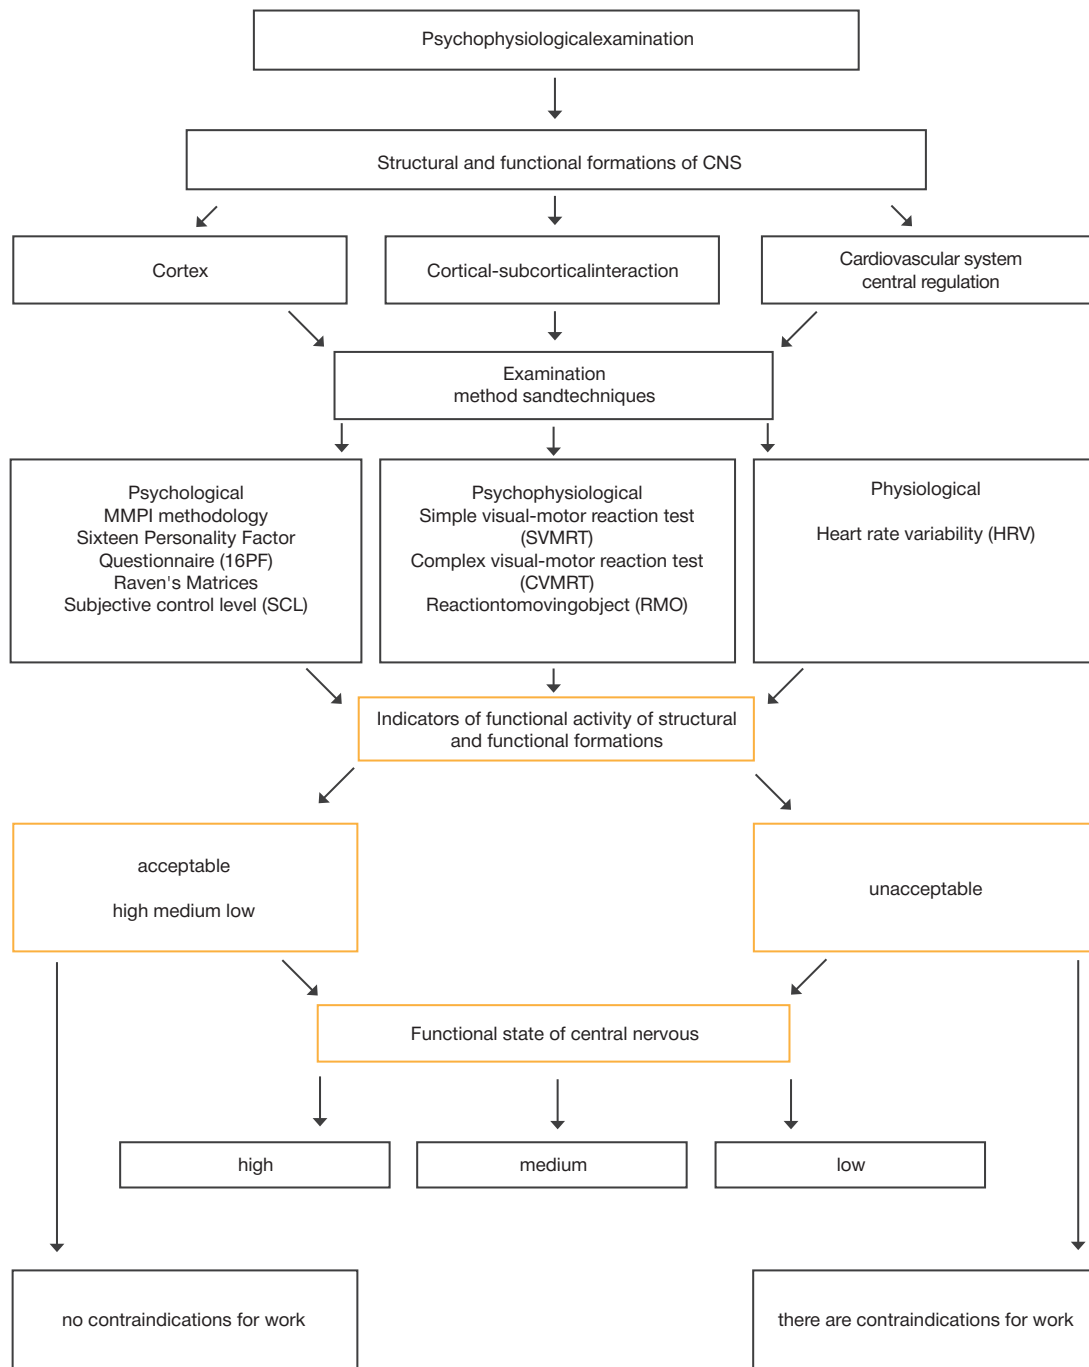 Psychophysiologicalexamination
Structural and functional formations of CNS
Cortex
Cortical-subcorticalinteraction
Cardiovascular system
central regulation
Examination
method sandtechniques
Psychological
MMPI methodology
Sixteen Personality Factor
Questionnaire (16PF)
Raven's Matrices
Subjective control level (SCL)
Psychophysiological
Simple visual-motor reaction test
(SVMRT)
Complex visual-motor reaction test
(CVMRT)
Reactiontomovingobject (RMO)
Physiological
Heart rate variability (HRV)
Indicators of functional activity of structural
and functional formations
acceptable
high medium low
unacceptable
Functional state of central nervous
high
medium
low
no contraindications for work
there are contraindications for work